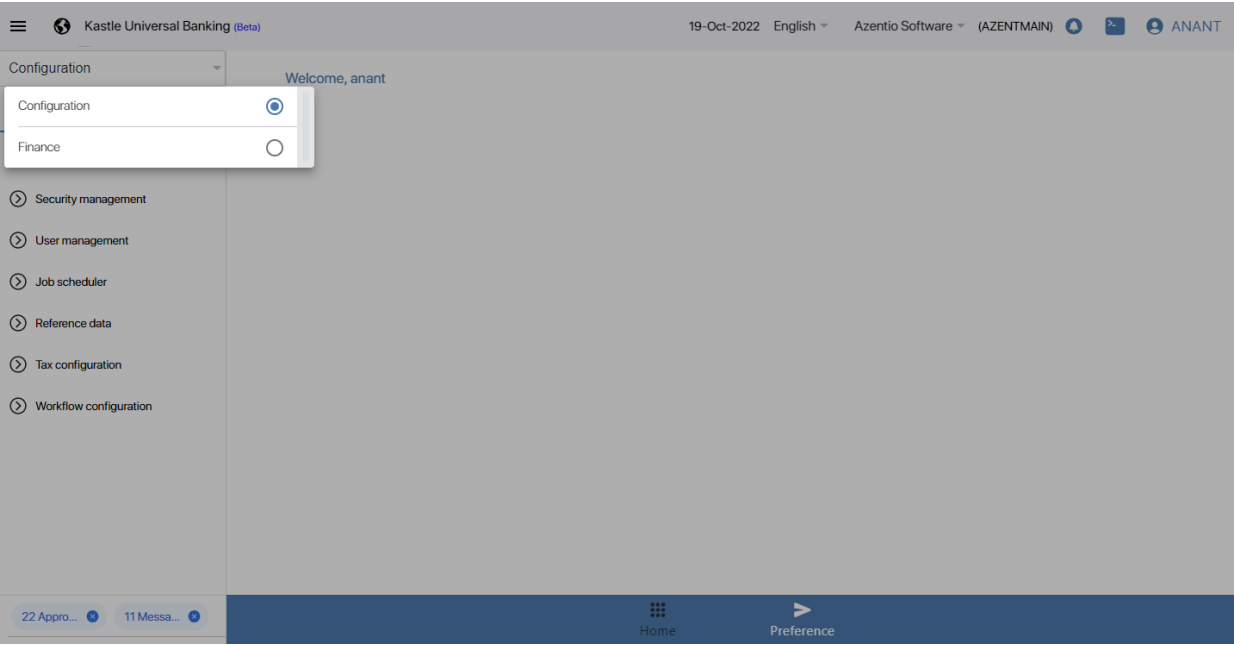 Kastle Universal Banking (Beta)
19-Oct-2022 English Azentio Software (AZENTMAIN) ANANT
Configuration
Welcome, anant
Configuration
Finance
Security management
User management
Job scheduler
Reference data
Tax configuration
Workflow configuration
22 Appro... 11 Messa...
Home
Preference